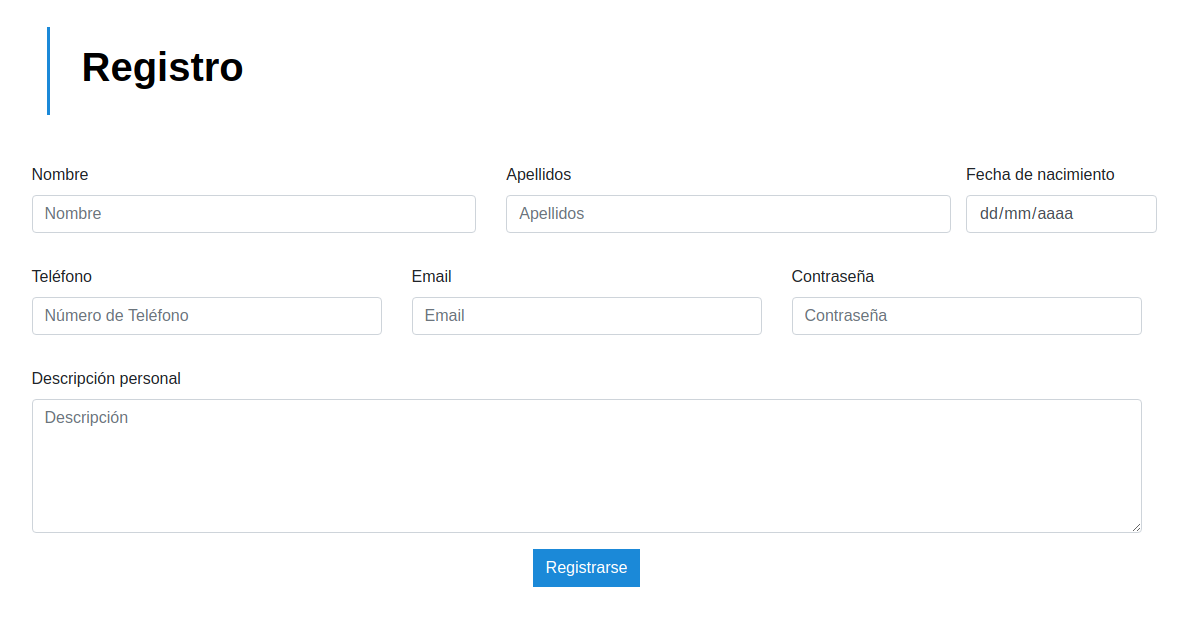 Registro
Nombre Apellidos Fecha de nacimiento
Nombre Apellidos dd/mm/aaaa
Teléfono Email Contraseña
Número de Teléfono Email Contraseña
Descripción personal
Descripción
Registrarse